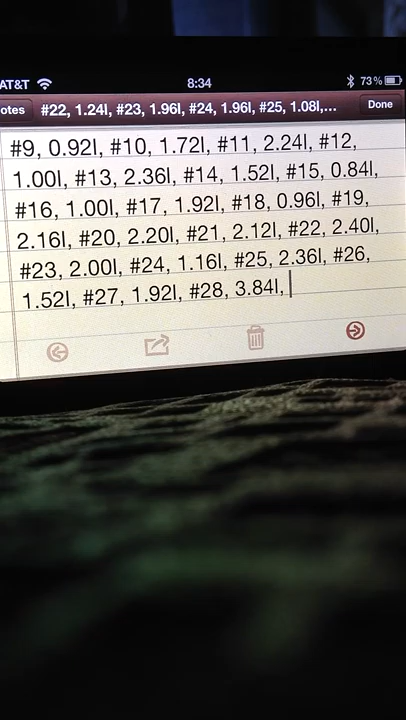 AT&T 8:34 73%
otes #22, 1.24l, #23, 1.96l, #24, 1.96l, #25, 1.08l,... Done
#9, 0.92l, #10, 1.72l, #11, 2.24l, #12,
1.00l, #13, 2.36l, #14, 1.52l, #15, 0.84l,
#16, 1.00l, #17, 1.92l, #18, 0.96l, #19,
2.16l, #20, 2.20l, #21, 2.12l, #22, 2.40l,
#23, 2.00l, #24, 1.16l, #25, 2.36l, #26,
1.52l, #27, 1.92l, #28, 3.84l,